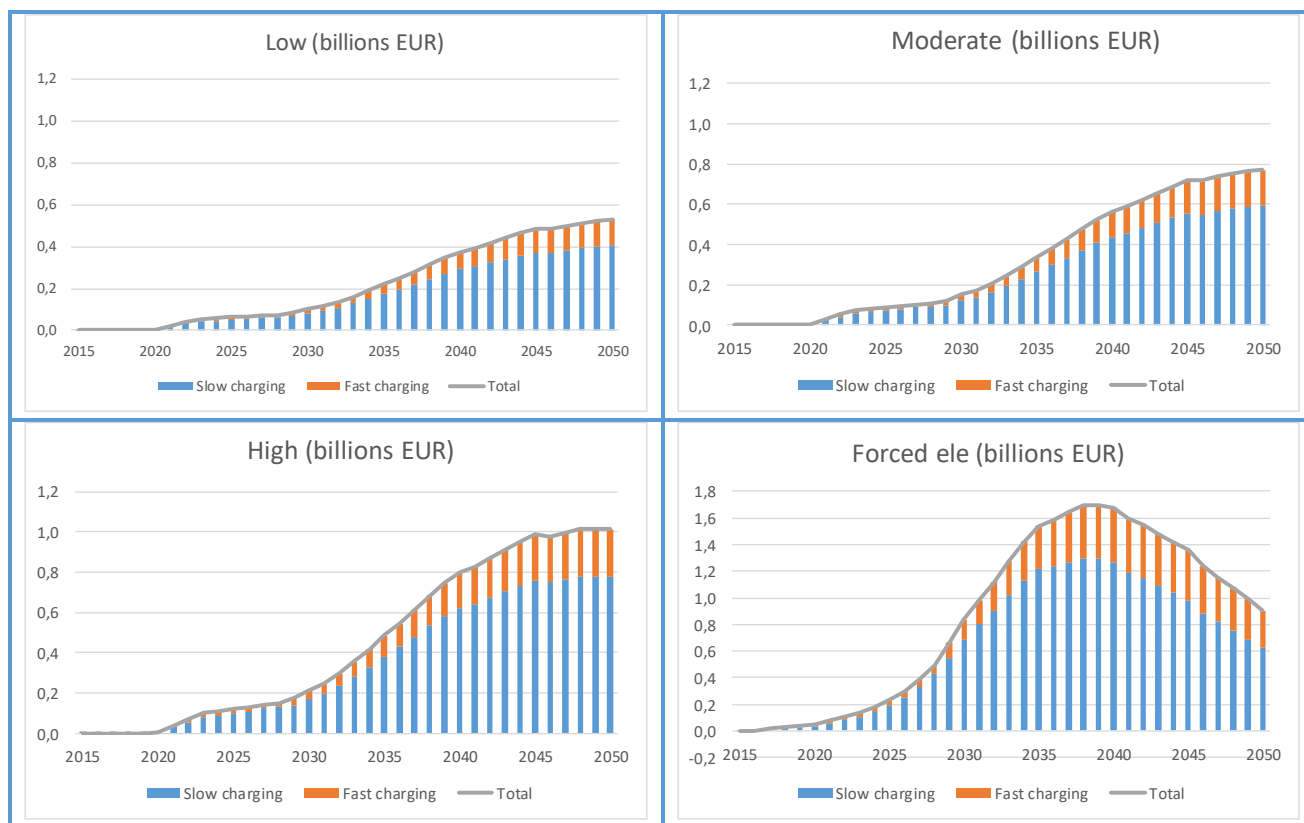 Low (billions EUR)
1,2
1,0
0,8
0,6
0,4
0,2
0,0
2015 2020 2025 2030 2035 2040 2045 2050
Slow charging Fast charging Total
Moderate (billions EUR)
1,2
1,0
0,8
0,6
0,4
0,2
0,0
2015 2020 2025 2030 2035 2040 2045 2050
Slow charging Fast charging Total
High (billions EUR)
1,2
1,0
0,8
0,6
0,4
0,2
0,0
2015 2020 2025 2030 2035 2040 2045 2050
Slow charging Fast charging Total
Forced ele (billions EUR)
1,8
1,6
1,4
1,2
1,0
0,8
0,6
0,4
0,2
0,0
-0,2
2015 2020 2025 2030 2035 2040 2045 2050
Slow charging Fast charging Total